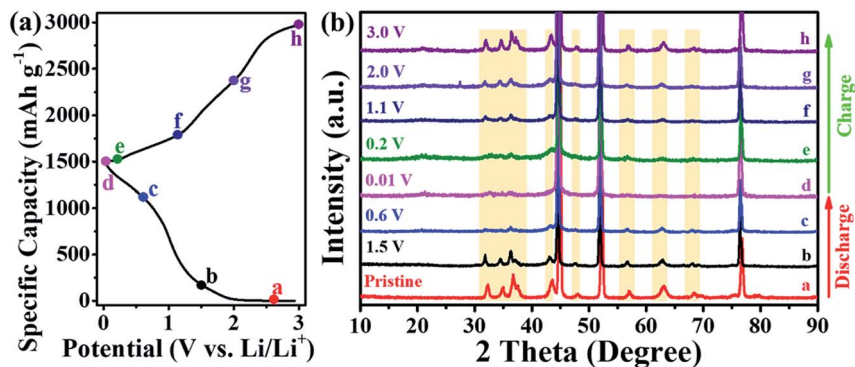 (a)
3000
2500
2000
1500
1000
500
0
Specific Capacity (mAh g⁻¹)
h
g
f
e
d
c
b
a
0 1 2 3
Potential (V vs. Li/Li⁺)
(b)
Intensity (a.u.)
3.0 V h
2.0 V g
1.1 V f
0.2 V e
0.01 V d
0.6 V c
1.5 V b
Pristine a
Charge
Discharge
10 20 30 40 50 60 70 80 90
2 Theta (Degree)